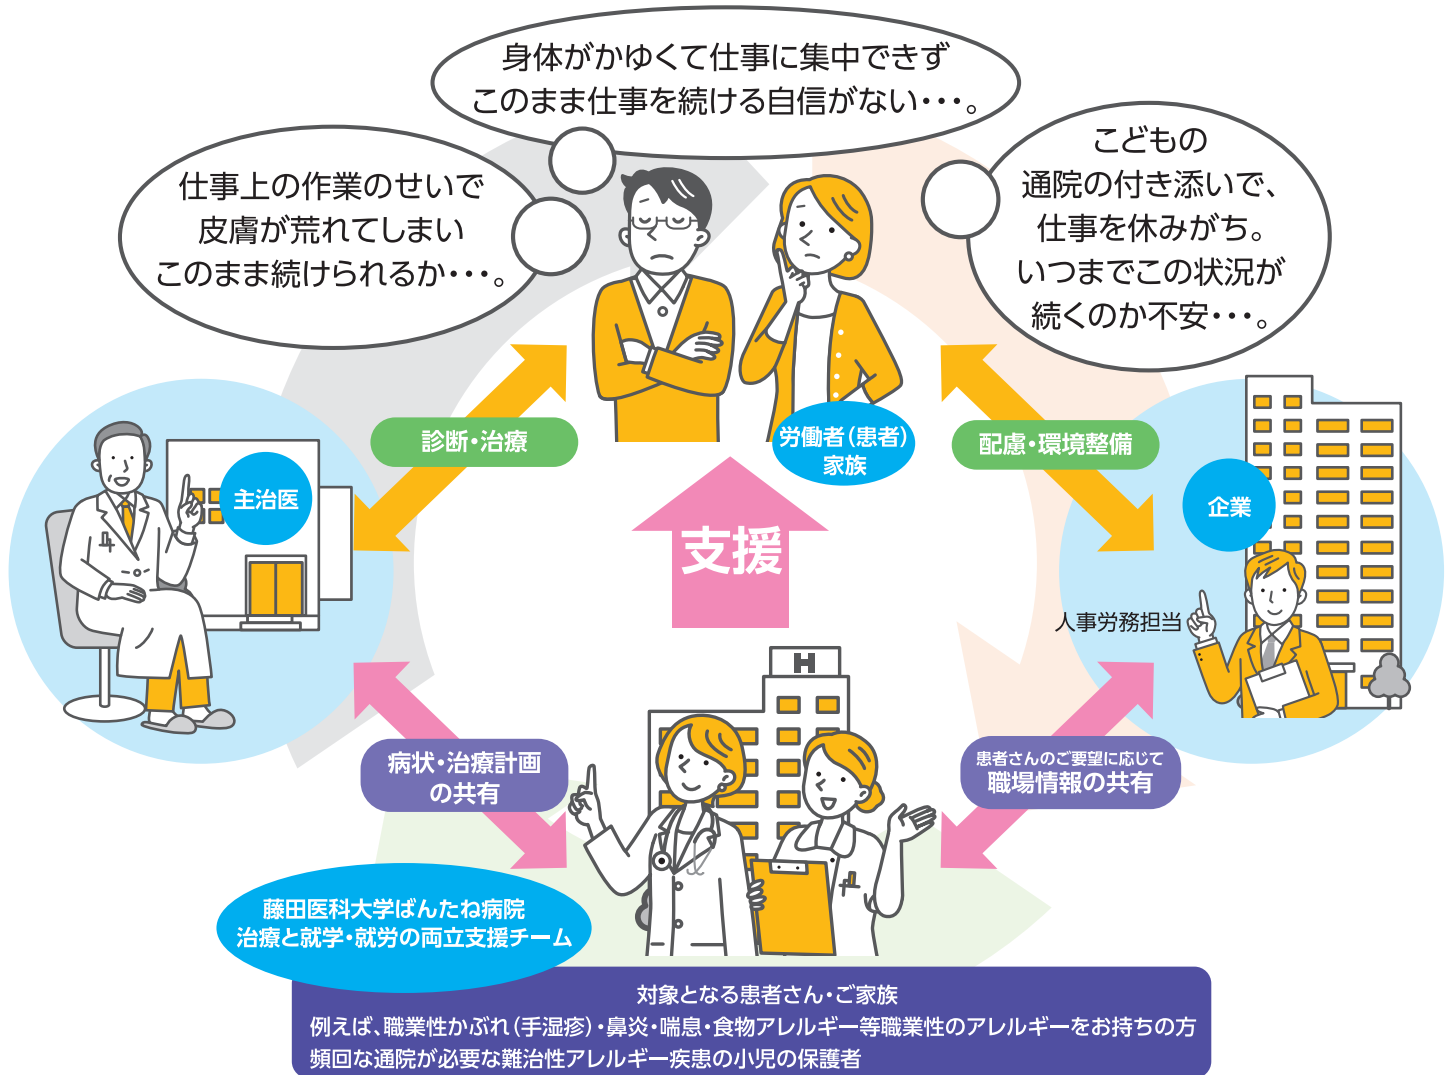 身体がかゆくて仕事に集中できず
このまま仕事を続ける自信がない・・・。
仕事上の作業のせいで
皮膚が荒れてしまい
このまま続けられるか・・・。
こどもの
通院の付き添いで、
仕事を休みがち。
いつまでこの状況が
続くのか不安・・・。
労働者(患者)
家族
診断・治療
配慮・環境整備
主治医
企業
支援
人事労務担当
H
病状・治療計画
の共有
患者さんのご要望に応じて
職場情報の共有
藤田医科大学ばんたね病院
治療と就学・就労の両立支援チーム
対象となる患者さん・ご家族
例えば、職業性かぶれ(手湿疹)・鼻炎・喘息・食物アレルギー等職業性のアレルギーをお持ちの方
頻回な通院が必要な難治性アレルギー疾患の小児の保護者